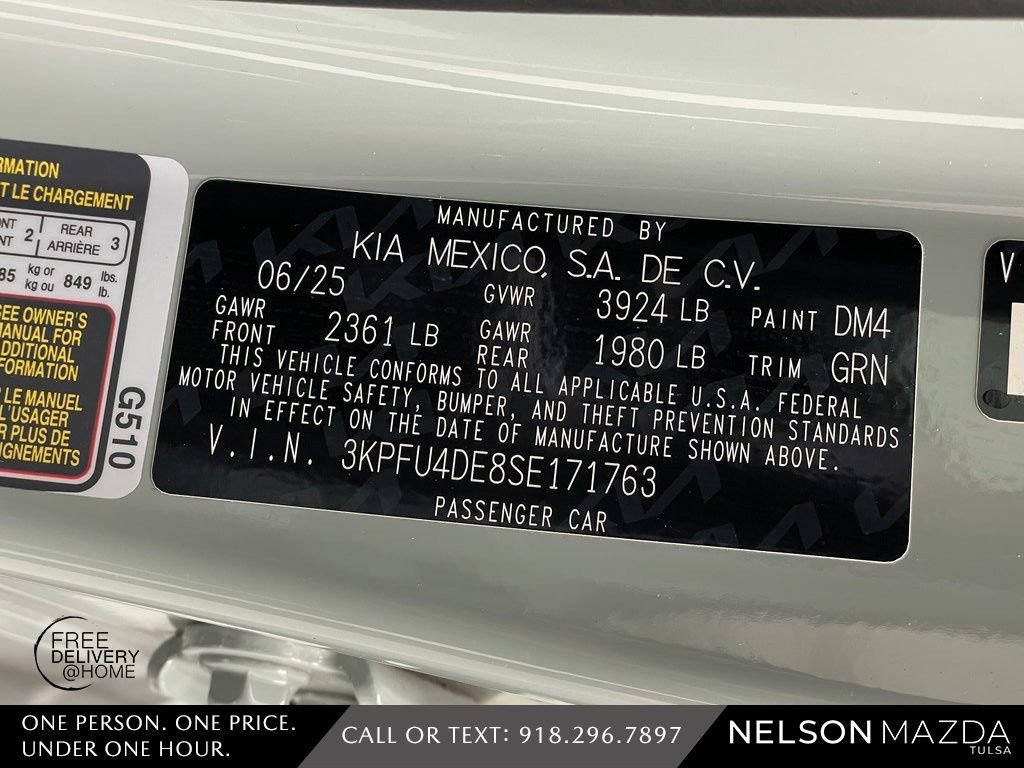 RMATION
T LE CHARGEMENT
NT 2 REAR 3
NT ARRIÈRE
85 kg or 849 lbs.
kg ou lb.
SEE OWNER'S
MANUAL FOR
ADDITIONAL
FORMATION
LE MANUEL
L'USAGER
R PLUS DE
IGNEMENTS
G510
MANUFACTURED BY
KIA MEXICO, S.A. DE C.V.
06/25 GVWR 3924 LB PAINT DM4
GAWR FRONT 2361 LB GAWR REAR 1980 LB TRIM GRN
THIS VEHICLE CONFORMS TO ALL APPLICABLE U.S.A. FEDERAL
MOTOR VEHICLE SAFETY, BUMPER, AND THEFT PREVENTION STANDARDS
IN EFFECT ON THE DATE OF MANUFACTURE SHOWN ABOVE.
V.I.N. 3KPFU4DE8SE171763
PASSENGER CAR
V
FREE
DELIVERY
@HOME
ONE PERSON. ONE PRICE.
UNDER ONE HOUR.
CALL OR TEXT: 918.296.7897
NELSON MAZDA
TULSA